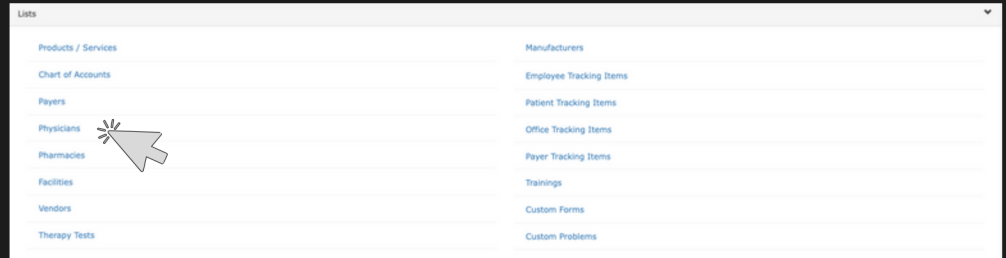 Lists
Products / Services
Chart of Accounts
Payers
Physicians
Pharmacies
Facilities
Vendors
Therapy Tests
Manufacturers
Employee Tracking Items
Patient Tracking Items
Office Tracking Items
Payer Tracking Items
Trainings
Custom Forms
Custom Problems